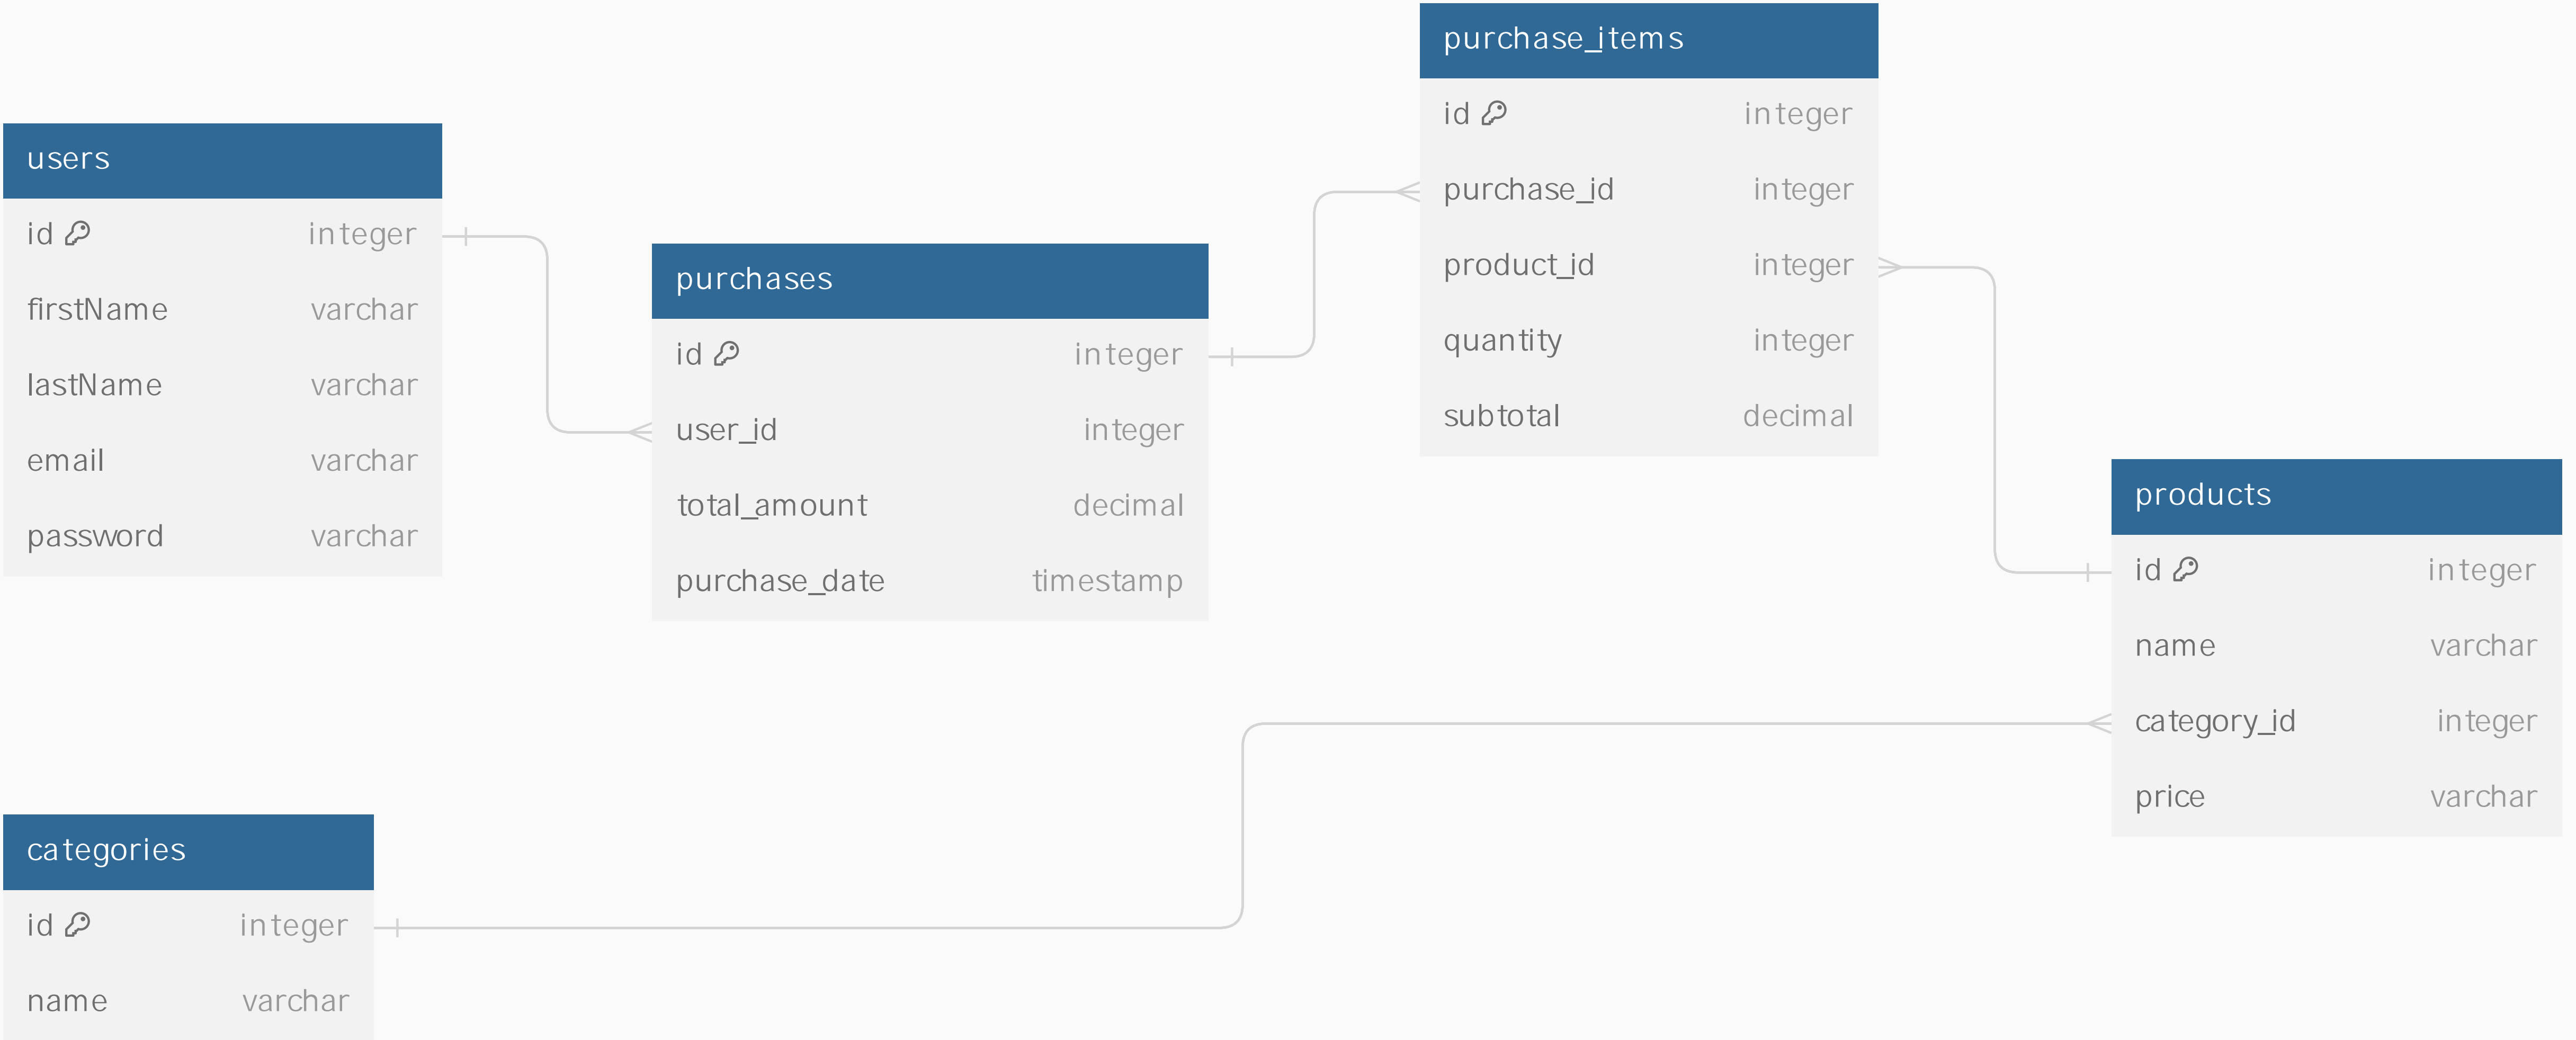 users
id integer
firstName varchar
lastName varchar
email varchar
password varchar
purchases
id integer
user_id integer
total_amount decimal
purchase_date timestamp
purchase_items
id integer
purchase_id integer
product_id integer
quantity integer
subtotal decimal
products
id integer
name varchar
category_id integer
price varchar
categories
id integer
name varchar